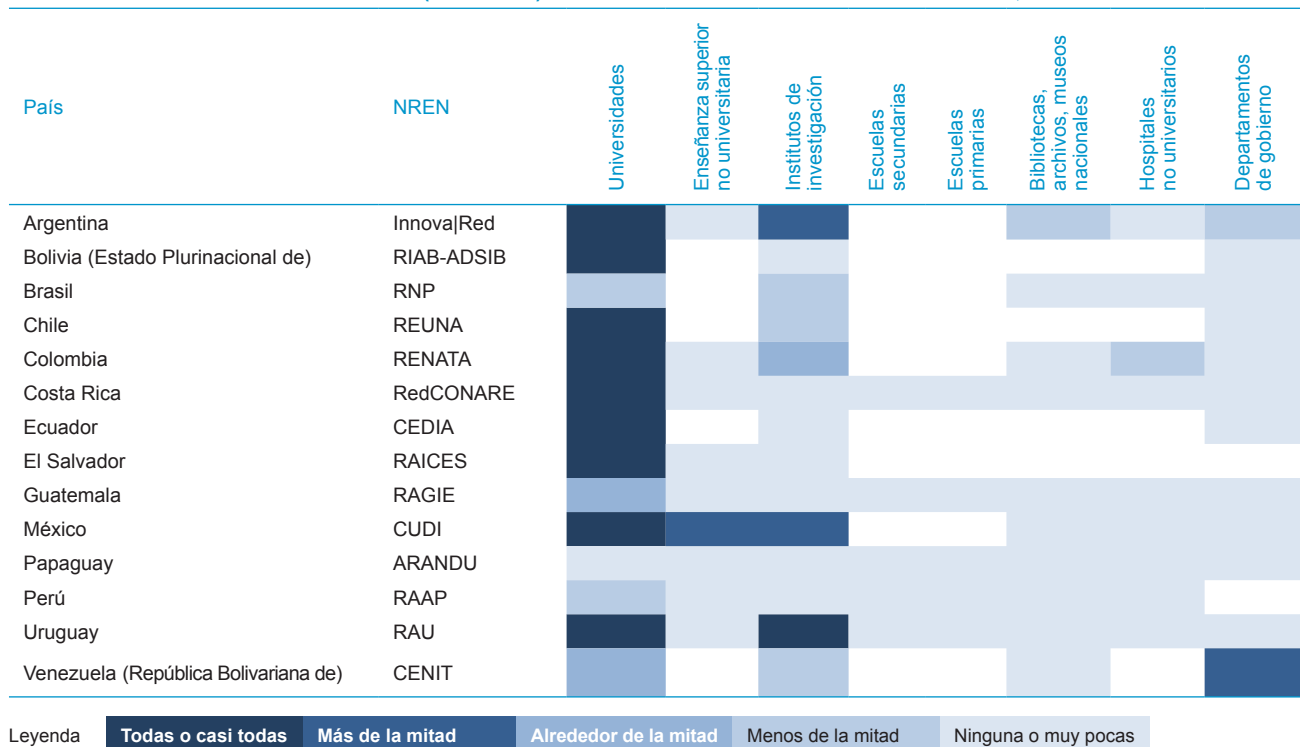 País
NREN
Universidades
Enseñanza superior
no universitaria
Institutos de
investigación
Escuelas
secundarias
Escuelas
primarias
Bibliotecas,
archivos, museos
nacionales
Hospitales
no universitarios
Departamentos
de gobierno
Argentina Innova|Red
Bolivia (Estado Plurinacional de) RIAB-ADSIB
Brasil RNP
Chile REUNA
Colombia RENATA
Costa Rica RedCONARE
Ecuador CEDIA
El Salvador RAICES
Guatemala RAGIE
México CUDI
Papaguay ARANDU
Perú RAAP
Uruguay RAU
Venezuela (República Bolivariana de) CENIT
Leyenda Todas o casi todas Más de la mitad Alrededor de la mitad Menos de la mitad Ninguna o muy pocas